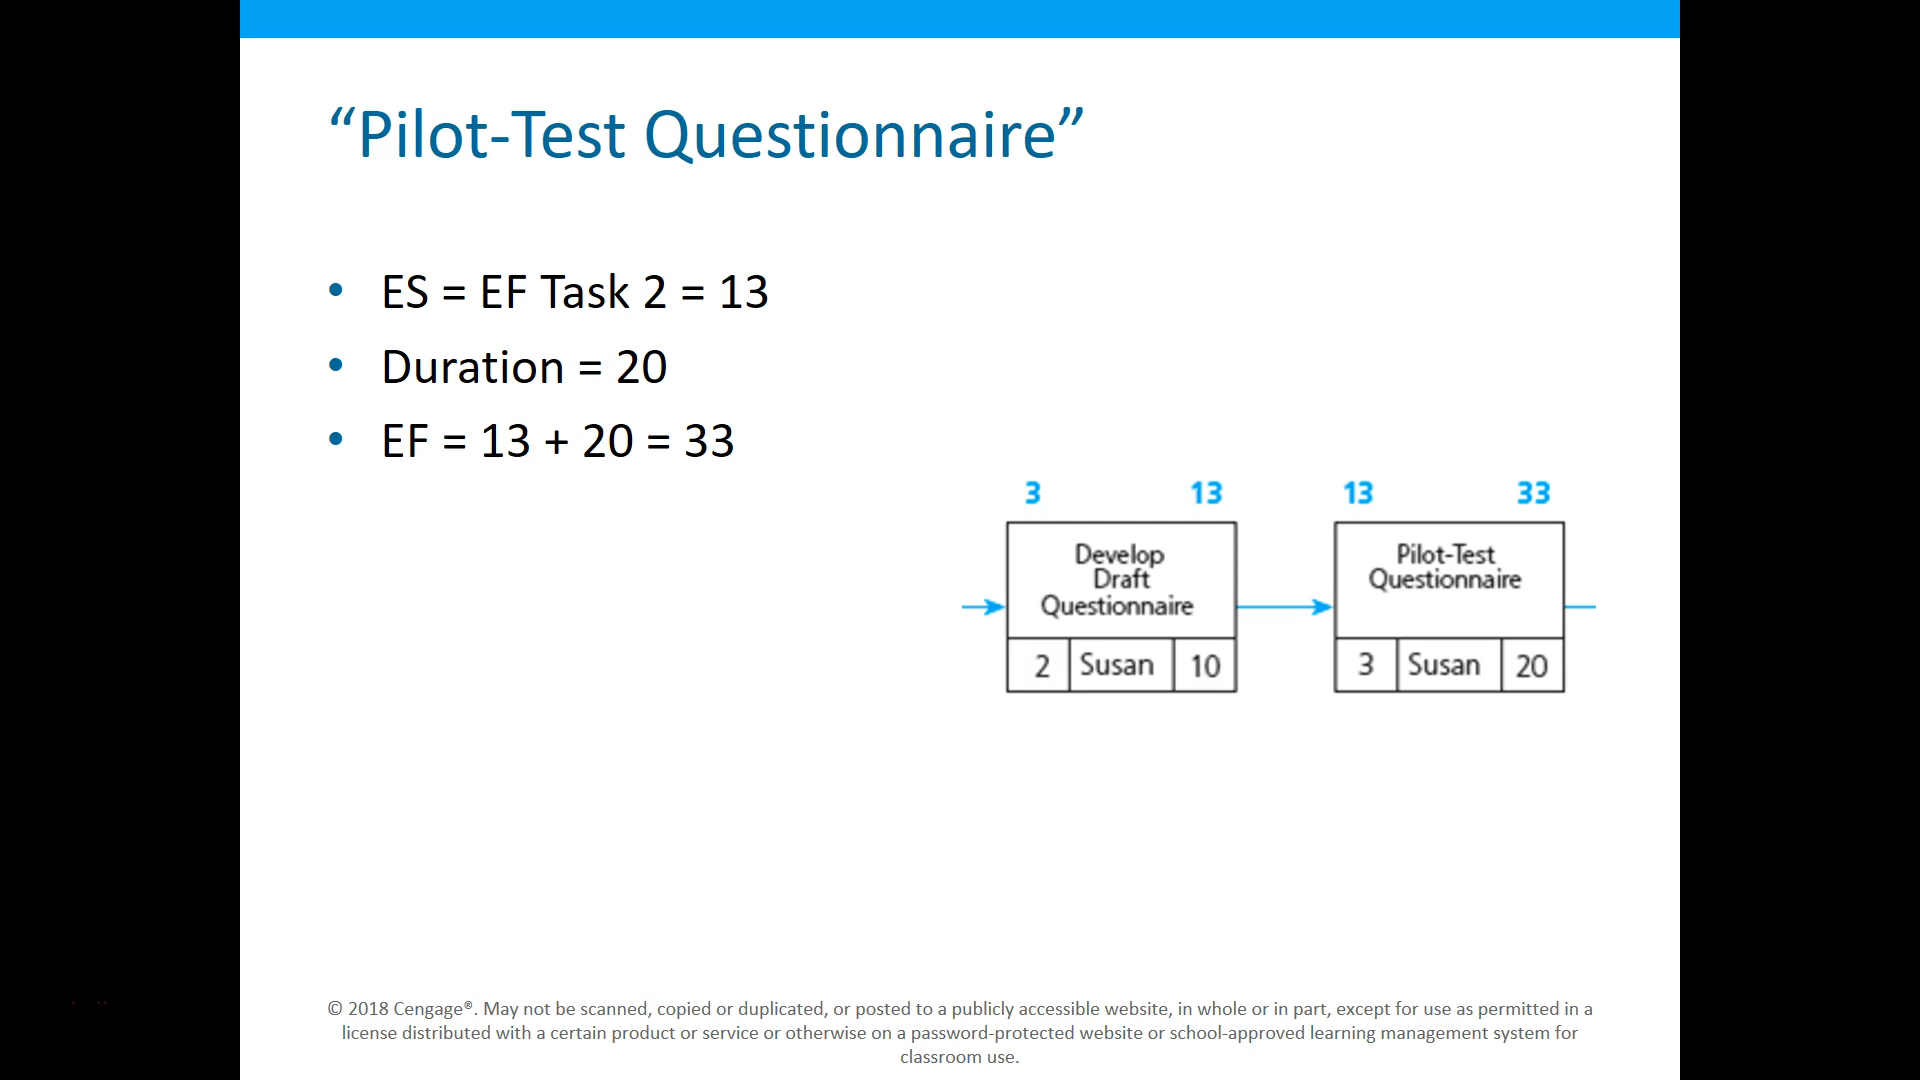 “Pilot-Test Questionnaire”
• ES = EF Task 2 = 13
• Duration = 20
• EF = 13 + 20 = 33
3 13 13 33
Develop
Draft
Questionnaire
2 Susan 10
Pilot-Test
Questionnaire
3 Susan 20
© 2018 Cengage®. May not be scanned, copied or duplicated, or posted to a publicly accessible website, in whole or in part, except for use as permitted in a
license distributed with a certain product or service or otherwise on a password-protected website or school-approved learning management system for
classroom use.